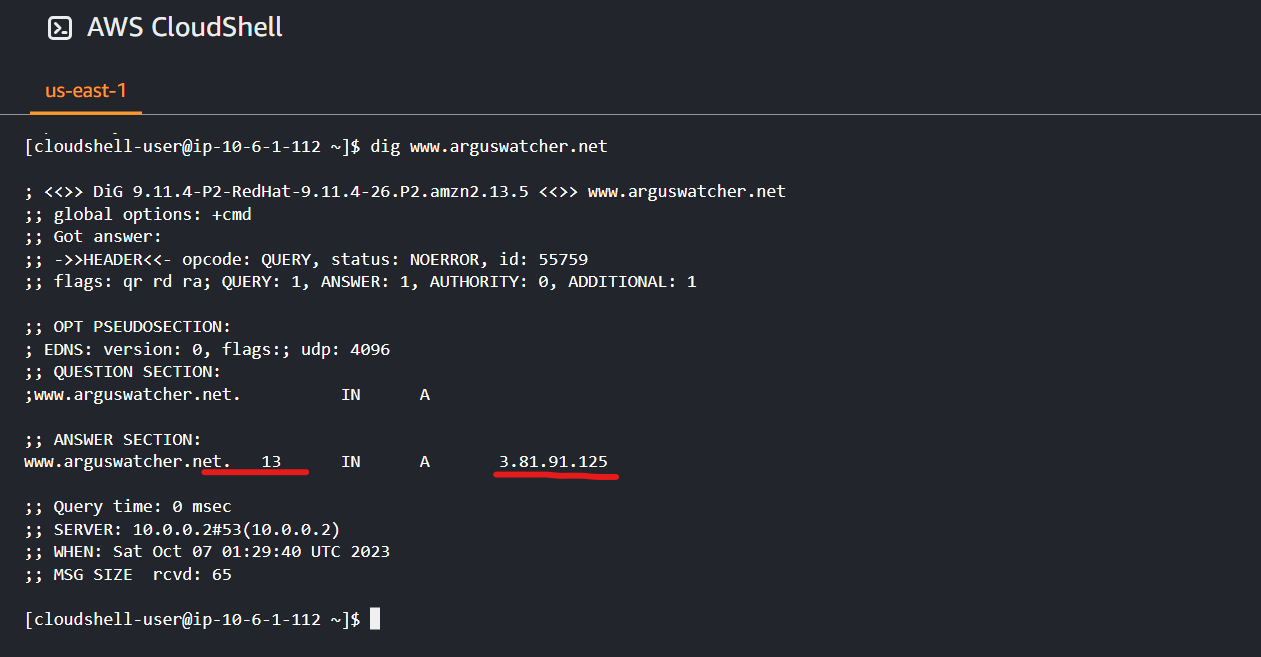 AWS CloudShell
us-east-1
[cloudshell-user@ip-10-6-1-112 ~]$ dig www.arguswatcher.net
; <<>> DiG 9.11.4-P2-RedHat-9.11.4-26.P2.amzn2.13.5 <<>> www.arguswatcher.net
;; global options: +cmd
;; Got answer:
;; ->>HEADER<<- opcode: QUERY, status: NOERROR, id: 55759
;; flags: qr rd ra; QUERY: 1, ANSWER: 1, AUTHORITY: 0, ADDITIONAL: 1
;; OPT PSEUDOSECTION:
; EDNS: version: 0, flags:; udp: 4096
;; QUESTION SECTION:
;www.arguswatcher.net. IN A
;; ANSWER SECTION:
www.arguswatcher.net. 13 IN A 3.81.91.125
;; Query time: 0 msec
;; SERVER: 10.0.0.2#53(10.0.0.2)
;; WHEN: Sat Oct 07 01:29:40 UTC 2023
;; MSG SIZE rcvd: 65
[cloudshell-user@ip-10-6-1-112 ~]$